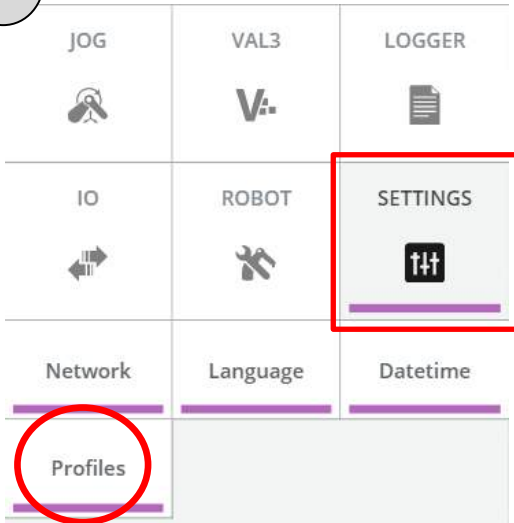 JOG VAL3 LOGGER
IO ROBOT SETTINGS
Network Language Datetime
Profiles